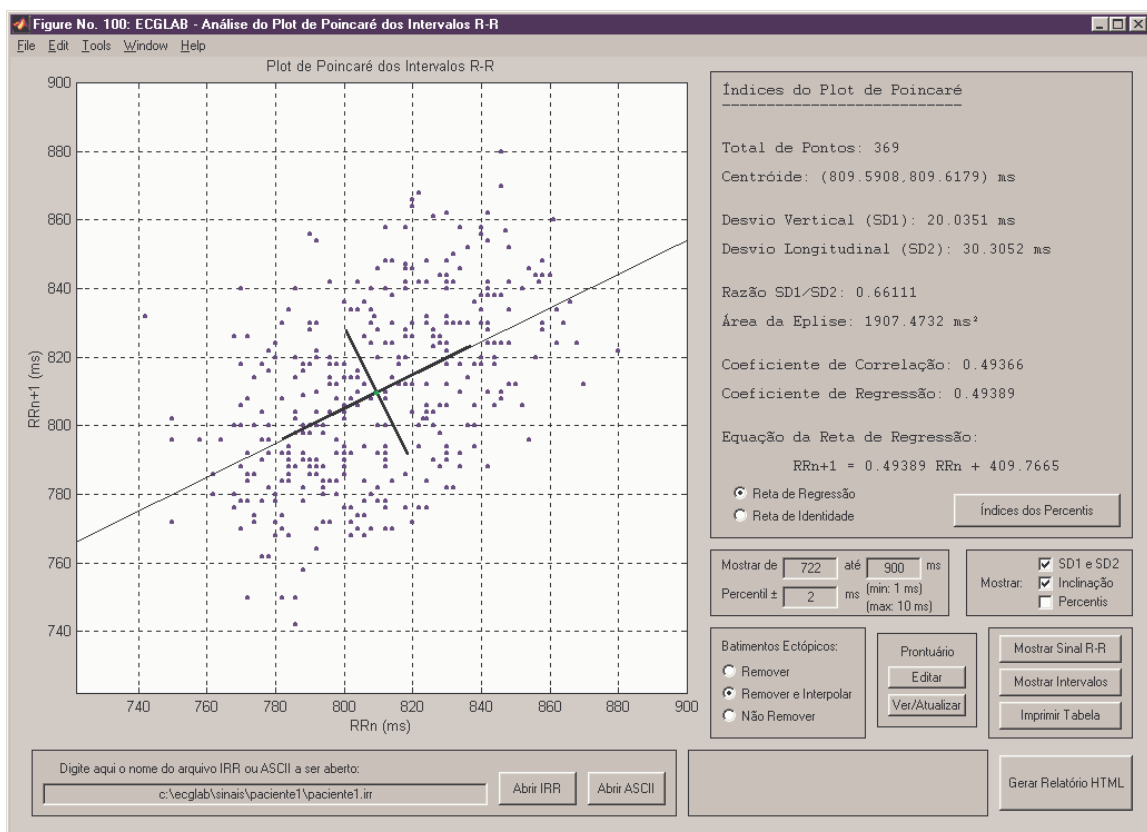 Figure No. 100: ECGLAB - Análise do Plot de Poincaré dos Intervalos R-R
File Edit Tools Window Help
Plot de Poincaré dos Intervalos R-R
900
880
860
840
820
800
780
760
740
RRn+1 (ms)
740 760 780 800 820 840 860 880 900
RRn (ms)
Índices do Plot de Poincaré
---------------------------
Total de Pontos: 369
Centróide: (809.5908,809.6179) ms
Desvio Vertical (SD1): 20.0351 ms
Desvio Longitudinal (SD2): 30.3052 ms
Razão SD1/SD2: 0.66111
Área da Eplise: 1907.4732 ms²
Coeficiente de Correlação: 0.49366
Coeficiente de Regressão: 0.49389
Equação da Reta de Regressão:
RRn+1 = 0.49389 RRn + 409.7665
Reta de Regressão
Reta de Identidade
Índices dos Percentis
Mostrar de 722 até 900 ms
Percentil ± 2 ms (min: 1 ms)
(max: 10 ms)
Mostrar:
SD1 e SD2
Inclinação
Percentis
Batimentos Ectópicos:
Remover
Remover e Interpolar
Não Remover
Prontuário
Editar
Ver/Atualizar
Mostrar Sinal R-R
Mostrar Intervalos
Imprimir Tabela
Digite aqui o nome do arquivo IRR ou ASCII a ser aberto:
c:\ecglab\sinais\paciente1\paciente1.irr
Abrir IRR
Abrir ASCII
Gerar Relatório HTML